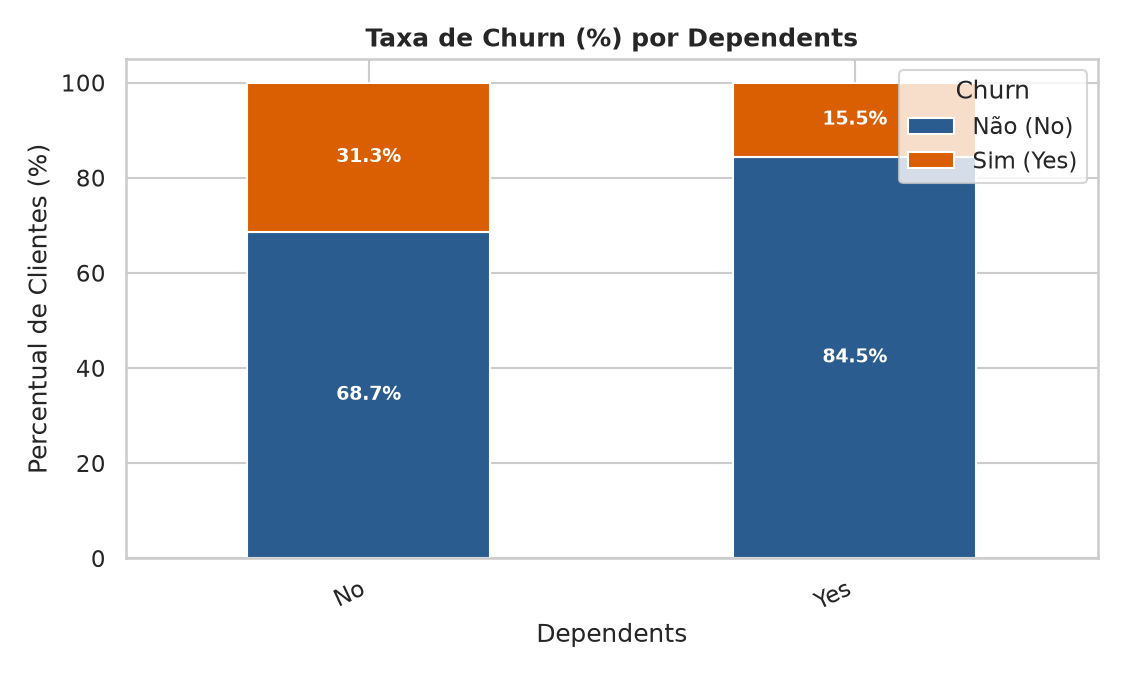 Taxa de Churn (%) por Dependents
Percentual de Clientes (%)
100
80
60
40
20
0
31.3%
68.7%
15.5%
84.5%
Churn
Não (No)
Sim (Yes)
No
Yes
Dependents